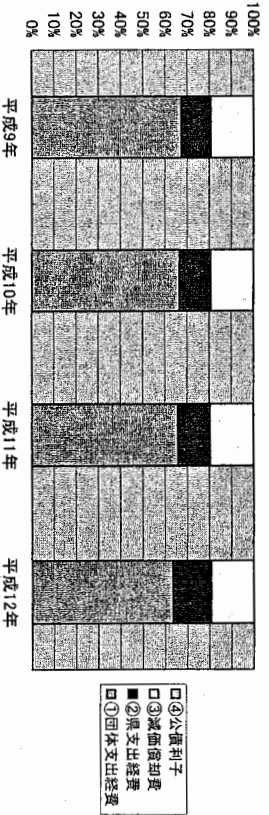 100%
90%
80%
70%
60%
50%
40%
30%
20%
10%
0%
平成9年
平成10年
平成11年
平成12年
□④公債利子
□③減価償却費
■②県支出経費
□①団体支出経費